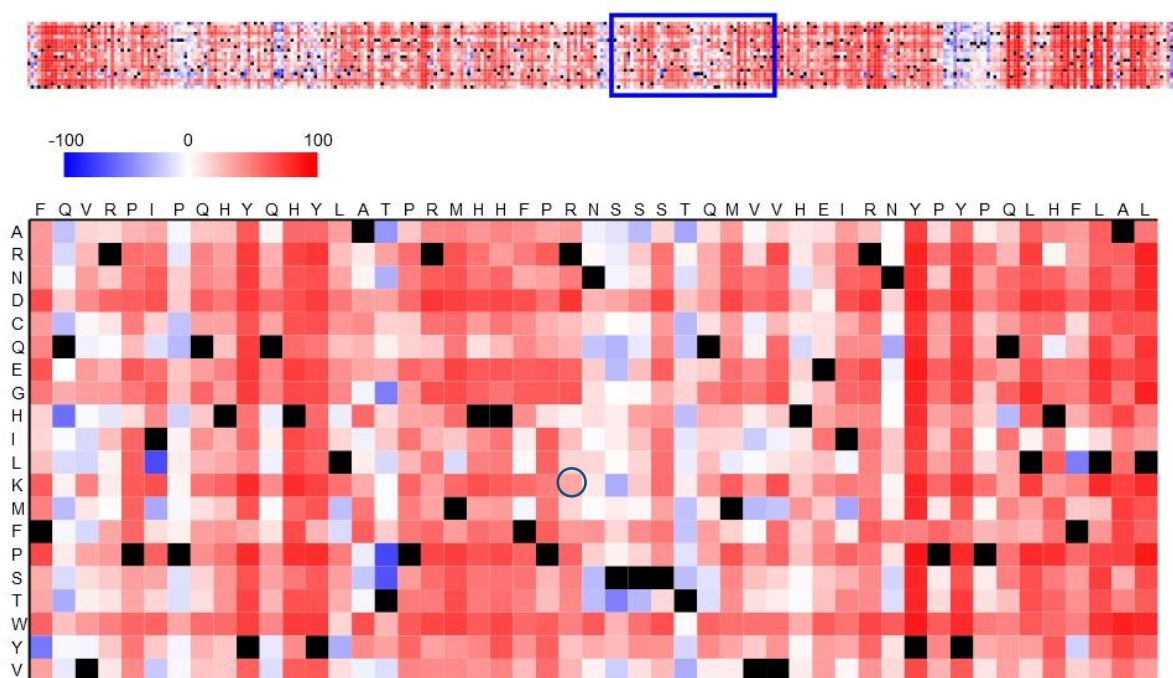 -100 0 100
F Q V R P I P Q H Y Q H Y L A T P R M H H F P R N S S S T Q M V V H E I R N Y P Y P Q L H F L A L
A
R
N
D
C
Q
E
G
H
I
L
K
M
F
P
S
T
W
Y
V